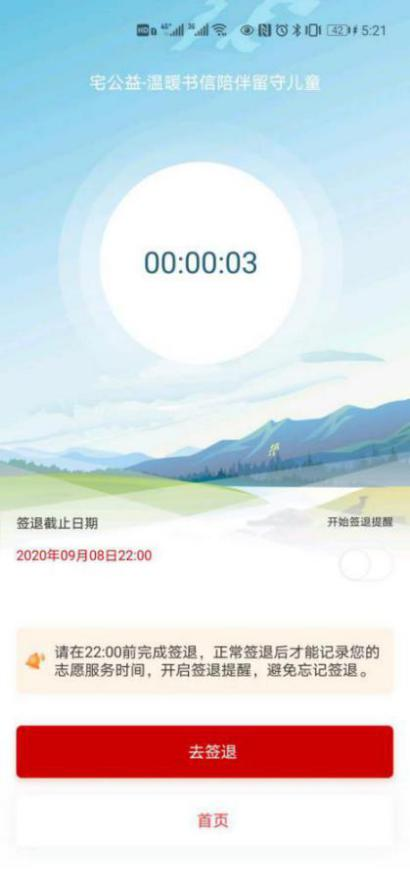 5:21
宅公益-温暖书信陪伴留守儿童
00:00:03
签退截止日期
开始签退提醒
2020年09月08日22:00
请在22:00前完成签退，正常签退后才能记录您的
志愿服务时间，开启签退提醒，避免忘记签退。
去签退
首页